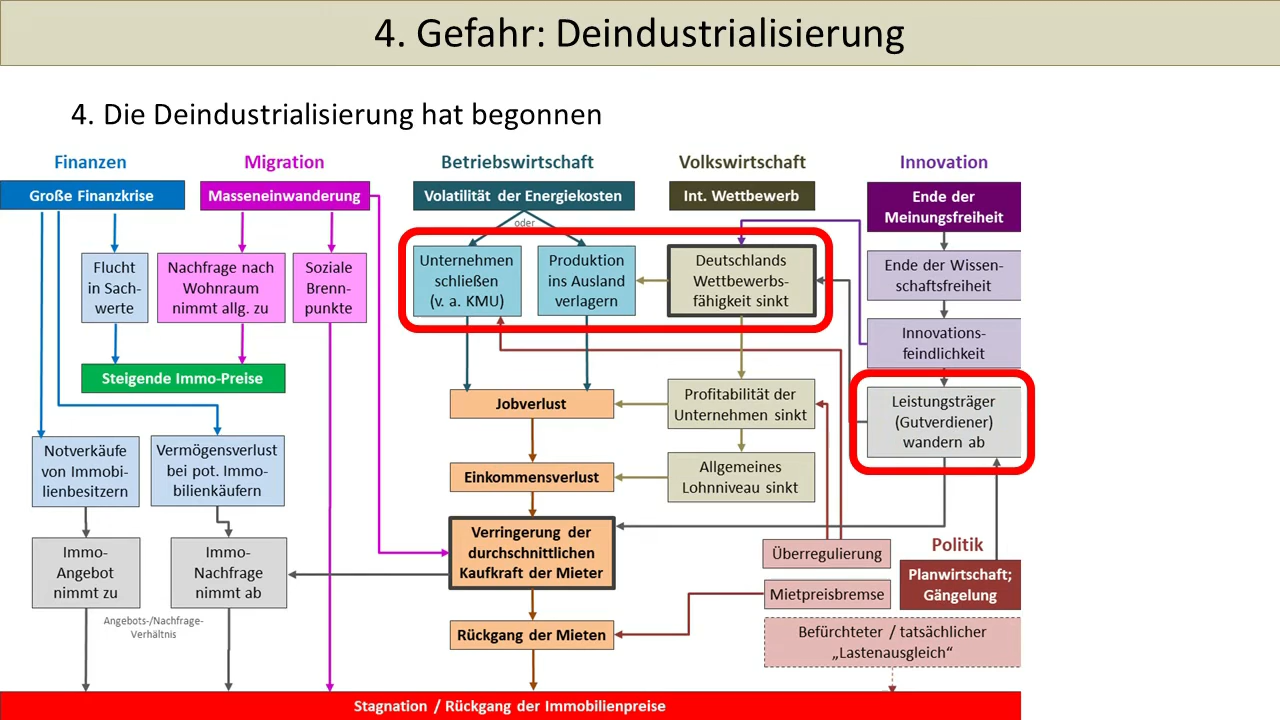 4. Gefahr: Deindustrialisierung
4. Die Deindustrialisierung hat begonnen
Finanzen
Migration
Betriebswirtschaft
Volkswirtschaft
Innovation
Große Finanzkrise
Masseneinwanderung
Volatilität der Energiekosten
Int. Wettbewerb
Ende der
Meinungsfreiheit
oder
Flucht
in Sach-
werte
Nachfrage nach
Wohnraum
nimmt allg. zu
Soziale
Brenn-
punkte
Unternehmen
schließen
(v. a. KMU)
Produktion
ins Ausland
verlagern
Deutschlands
Wettbewerbs-
fähigkeit sinkt
Ende der Wissen-
schaftsfreiheit
Innovations-
feindlichkeit
Steigende Immo-Preise
Jobverlust
Profitabilität der
Unternehmen sinkt
Leistungsträger
(Gutverdiener)
wandern ab
Notverkäufe
von Immobi-
lienbesitzern
Vermögensverlust
bei pot. Immo-
bilienkäufern
Einkommensverlust
Allgemeines
Lohnniveau sinkt
Immo-
Angebot
nimmt zu
Immo-
Nachfrage
nimmt ab
Verringerung der
durchschnittlichen
Kaufkraft der Mieter
Politik
Überregulierung
Planwirtschaft;
Gängelung
Mietpreisbremse
Angebots-/Nachfrage-
Verhältnis
Rückgang der Mieten
Befürchteter / tatsächlicher
„Lastenausgleich“
Stagnation / Rückgang der Immobilienpreise